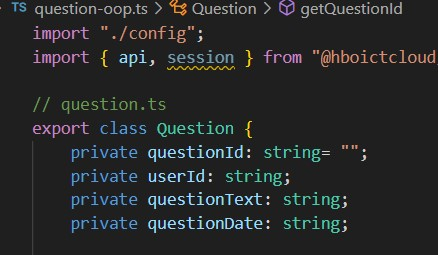 TS question-oop.ts > Question > getQuestionId
import "./config";
import { api, session } from "@hboictcloud
// question.ts
export class Question {
private questionId: string= "";
private userId: string;
private questionText: string;
private questionDate: string;